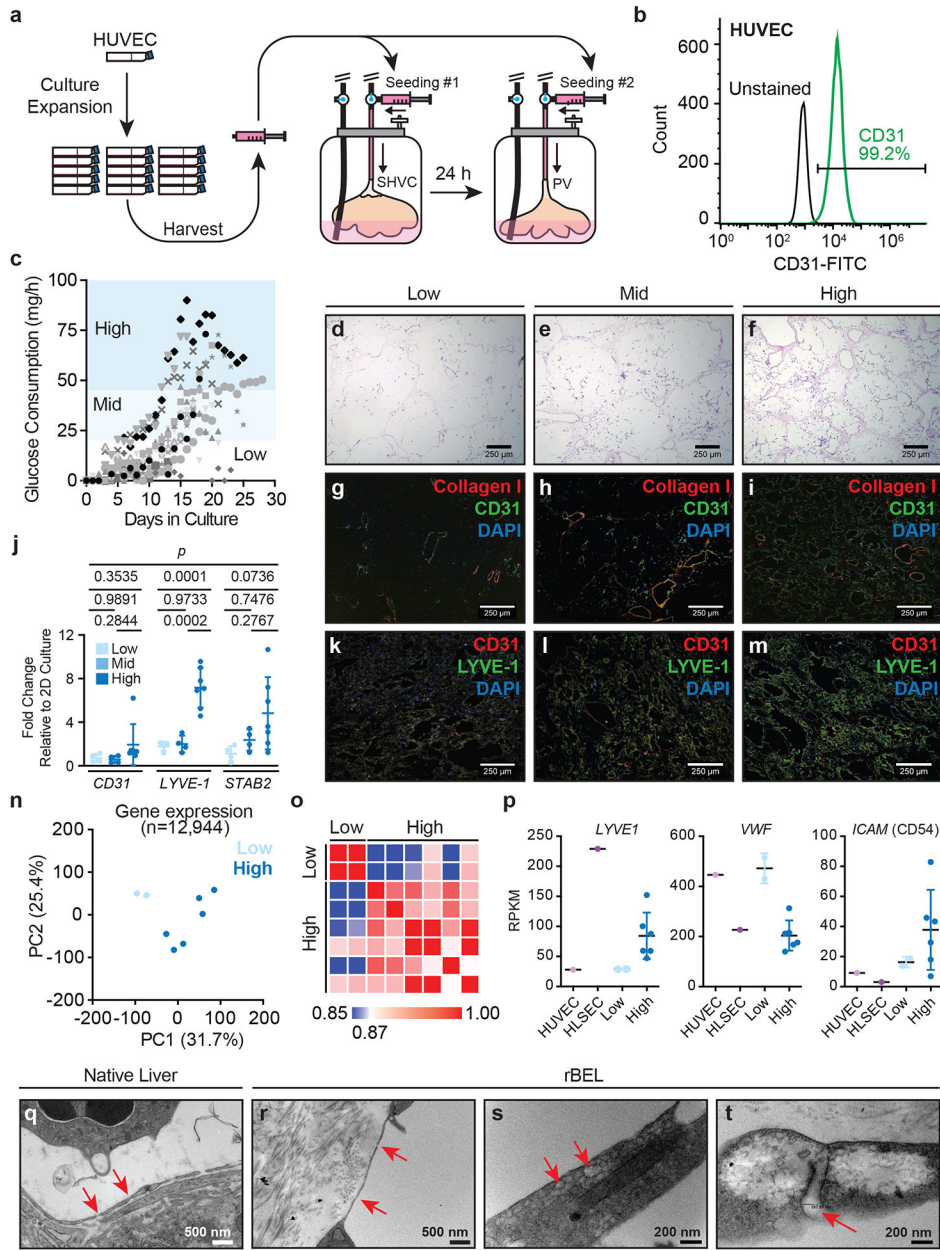 a
HUVEC
Culture
Expansion
Harvest
Seeding #1
SHVC
24 h
Seeding #2
PV
b
HUVEC
Unstained
CD31
99.2%
Count
600
400
200
0
10⁰ 10² 10⁴ 10⁶
CD31-FITC
c
Glucose Consumption (mg/h)
100
75
50
25
0
High
Mid
Low
0 5 10 15 20 25 30
Days in Culture
Low Mid High
d
250 µm
e
250 µm
f
250 µm
g
Collagen I
CD31
DAPI
250 µm
h
Collagen I
CD31
DAPI
250 µm
i
Collagen I
CD31
DAPI
250 µm
j
p
0.3535 0.0001 0.0736
0.9891 0.9733 0.7476
0.2844 0.0002 0.2767
Fold Change
Relative to 2D Culture
12
8
4
0
Low
Mid
High
CD31 LYVE-1 STAB2
k
CD31
LYVE-1
DAPI
250 µm
l
CD31
LYVE-1
DAPI
250 µm
m
CD31
LYVE-1
DAPI
250 µm
n
Gene expression
(n=12,944)
Low
High
PC2 (25.4%)
200
100
0
-100
-200
-200 -100 0 100 200
PC1 (31.7%)
o
Low High
Low
High
0.85 1.00
0.87
p
RPKM
LYVE1
250
200
150
100
50
0
HUVEC HLSEC Low High
VWF
600
400
200
0
HUVEC HLSEC Low High
ICAM (CD54)
100
80
60
40
20
0
HUVEC HLSEC Low High
Native Liver rBEL
q
500 nm
r
500 nm
s
200 nm
t
200 nm